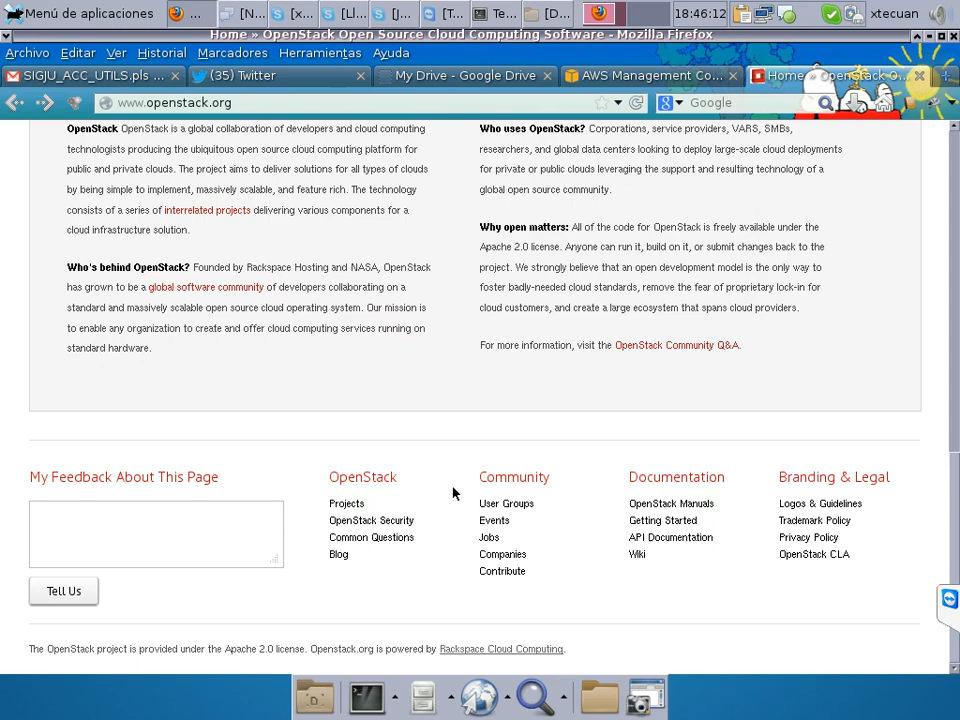 Menú de aplicaciones
...
[N...
[x...
[Ll...
[J...
[T...
Te...
[D...
18:46:12
xtecuan
Home » OpenStack Open Source Cloud Computing Software - Mozilla Firefox
Archivo Editar Ver Historial Marcadores Herramientas Ayuda
SIGJU_ACC_UTILS.pls ...
(35) Twitter
My Drive - Google Drive
AWS Management Co...
Home » OpenStack O...
www.openstack.org
Google
OpenStack OpenStack is a global collaboration of developers and cloud computing
technologists producing the ubiquitous open source cloud computing platform for
public and private clouds. The project aims to deliver solutions for all types of clouds
by being simple to implement, massively scalable, and feature rich. The technology
consists of a series of interrelated projects delivering various components for a
cloud infrastructure solution.
Who's behind OpenStack? Founded by Rackspace Hosting and NASA, OpenStack
has grown to be a global software community of developers collaborating on a
standard and massively scalable open source cloud operating system. Our mission is
to enable any organization to create and offer cloud computing services running on
standard hardware.
Who uses OpenStack? Corporations, service providers, VARS, SMBs,
researchers, and global data centers looking to deploy large-scale cloud deployments
for private or public clouds leveraging the support and resulting technology of a
global open source community.
Why open matters: All of the code for OpenStack is freely available under the
Apache 2.0 license. Anyone can run it, build on it, or submit changes back to the
project. We strongly believe that an open development model is the only way to
foster badly-needed cloud standards, remove the fear of proprietary lock-in for
cloud customers, and create a large ecosystem that spans cloud providers.
For more information, visit the OpenStack Community Q&A.
My Feedback About This Page
Tell Us
OpenStack
Projects
OpenStack Security
Common Questions
Blog
Community
User Groups
Events
Jobs
Companies
Contribute
Documentation
OpenStack Manuals
Getting Started
API Documentation
Wiki
Branding & Legal
Logos & Guidelines
Trademark Policy
Privacy Policy
OpenStack CLA
The OpenStack project is provided under the Apache 2.0 license. Openstack.org is powered by Rackspace Cloud Computing.